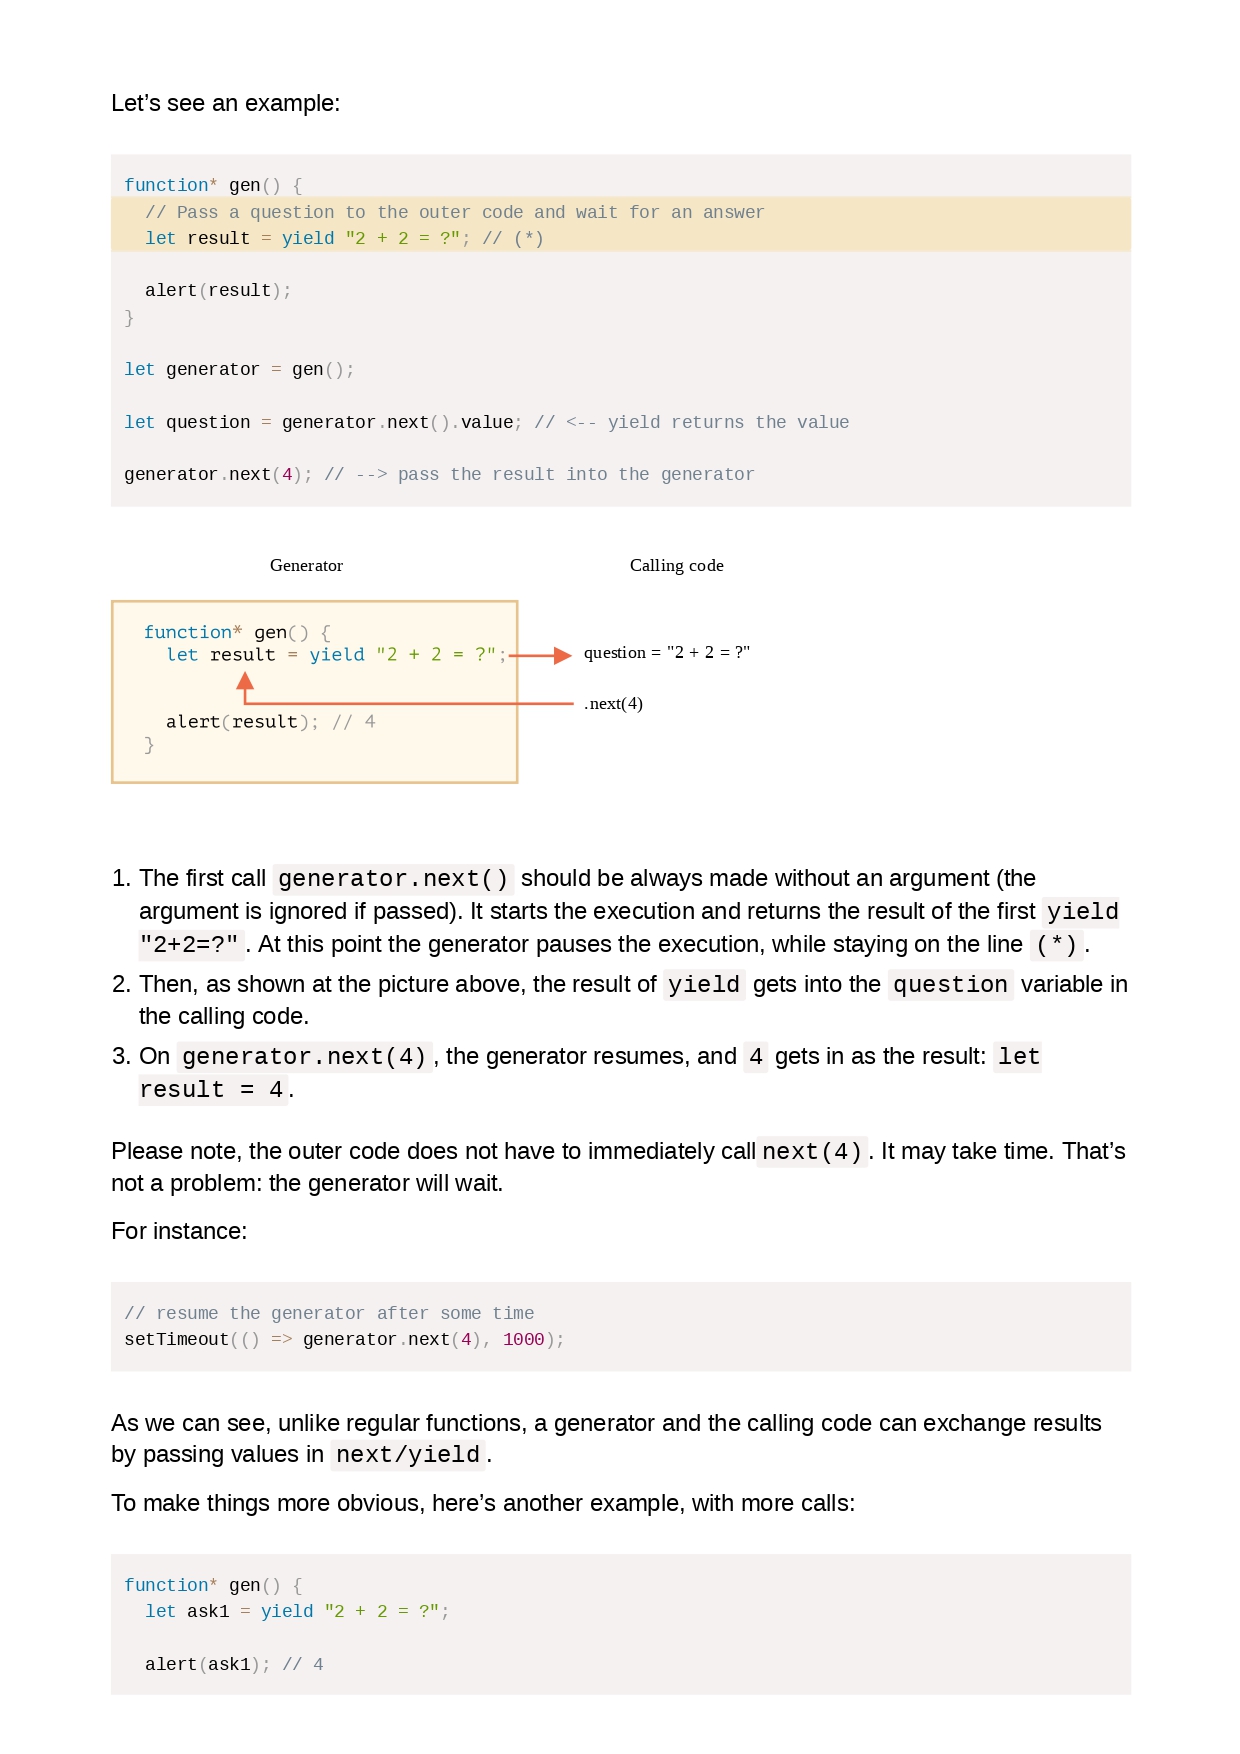 Let’s see an example:
function* gen() {
  // Pass a question to the outer code and wait for an answer
  let result = yield "2 + 2 = ?"; // (*)
  alert(result);
}
let generator = gen();
let question = generator.next().value; // <-- yield returns the value
generator.next(4); // --> pass the result into the generator
Generator Calling code
function* gen() {
  let result = yield "2 + 2 = ?"; question = "2 + 2 = ?"
.next(4)
  alert(result); // 4
}
1. The first call generator.next() should be always made without an argument (the
argument is ignored if passed). It starts the execution and returns the result of the first yield
"2+2=?". At this point the generator pauses the execution, while staying on the line (*).
2. Then, as shown at the picture above, the result of yield gets into the question variable in
the calling code.
3. On generator.next(4), the generator resumes, and 4 gets in as the result: let
result = 4.
Please note, the outer code does not have to immediately call next(4). It may take time. That’s
not a problem: the generator will wait.
For instance:
// resume the generator after some time
setTimeout(() => generator.next(4), 1000);
As we can see, unlike regular functions, a generator and the calling code can exchange results
by passing values in next/yield.
To make things more obvious, here’s another example, with more calls:
function* gen() {
  let ask1 = yield "2 + 2 = ?";
  alert(ask1); // 4